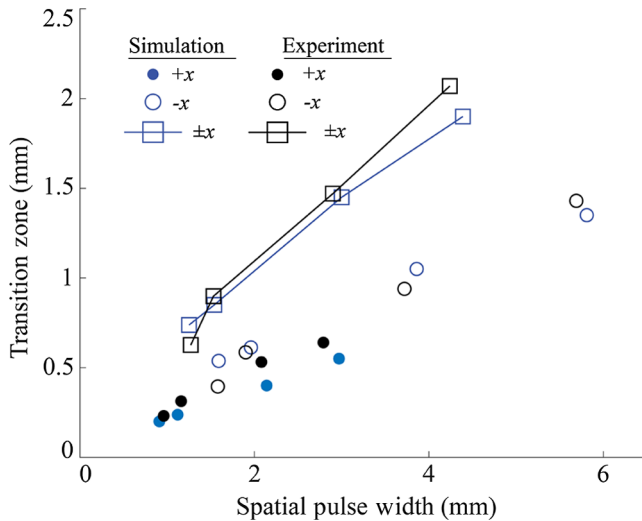 2.5
2
1.5
1
0.5
0
Transition zone (mm)
Simulation Experiment
+x +x
-x -x
±x ±x
0 2 4 6
Spatial pulse width (mm)